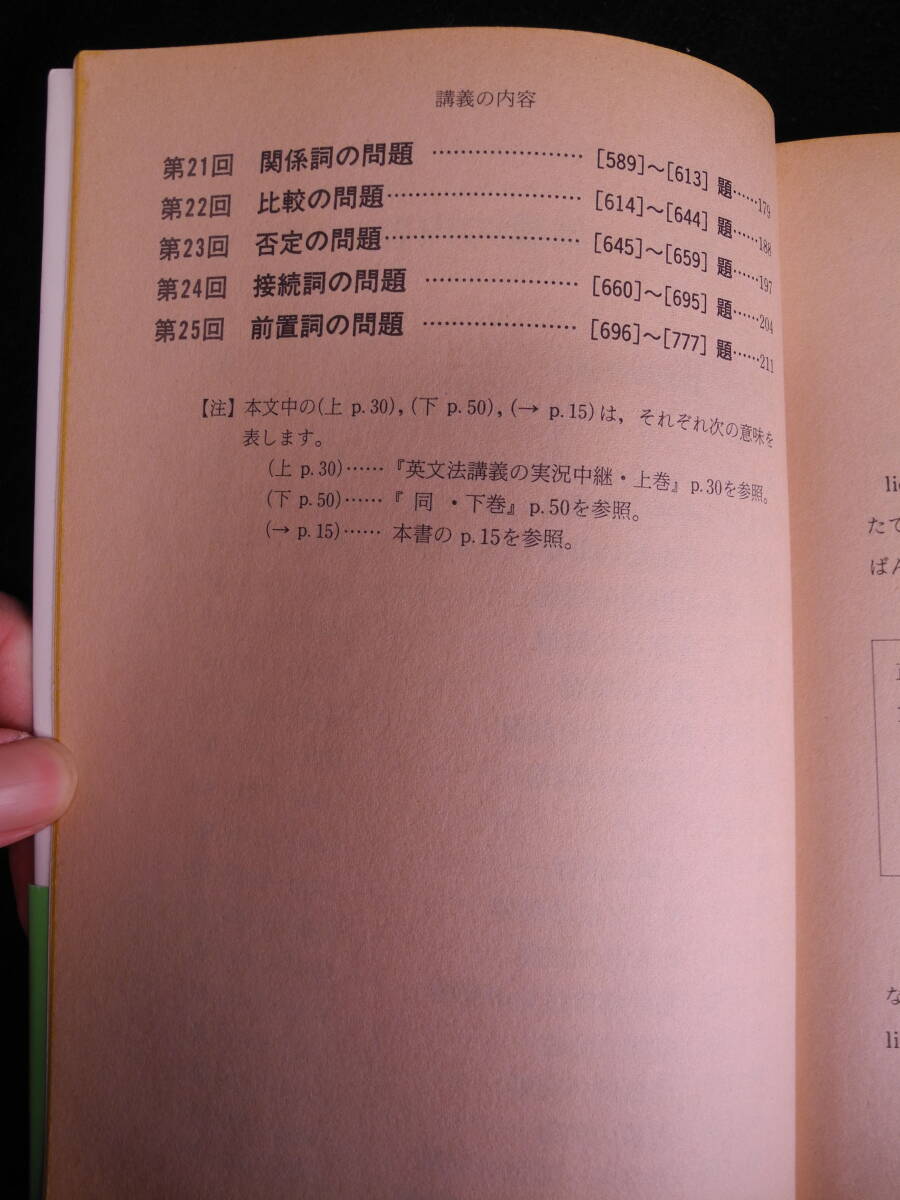 講義の内容
第21回 関係詞の問題 ………………… [589]～[613] 題……179
第22回 比較の問題……………………… [614]～[644] 題……188
第23回 否定の問題……………………… [645]～[659] 題……197
第24回 接続詞の問題 ………………… [660]～[695] 題……204
第25回 前置詞の問題 ………………… [696]～[777] 題……211
【注】本文中の(上 p.30),(下 p.50),(→ p.15)は，それぞれ次の意味を
表します。
(上 p.30)……『英文法講義の実況中継・上巻』p.30を参照。
(下 p.50)……『 同 ・下巻』p.50を参照。
(→ p.15)…… 本書の p.15を参照。
たて
ばん
な
li